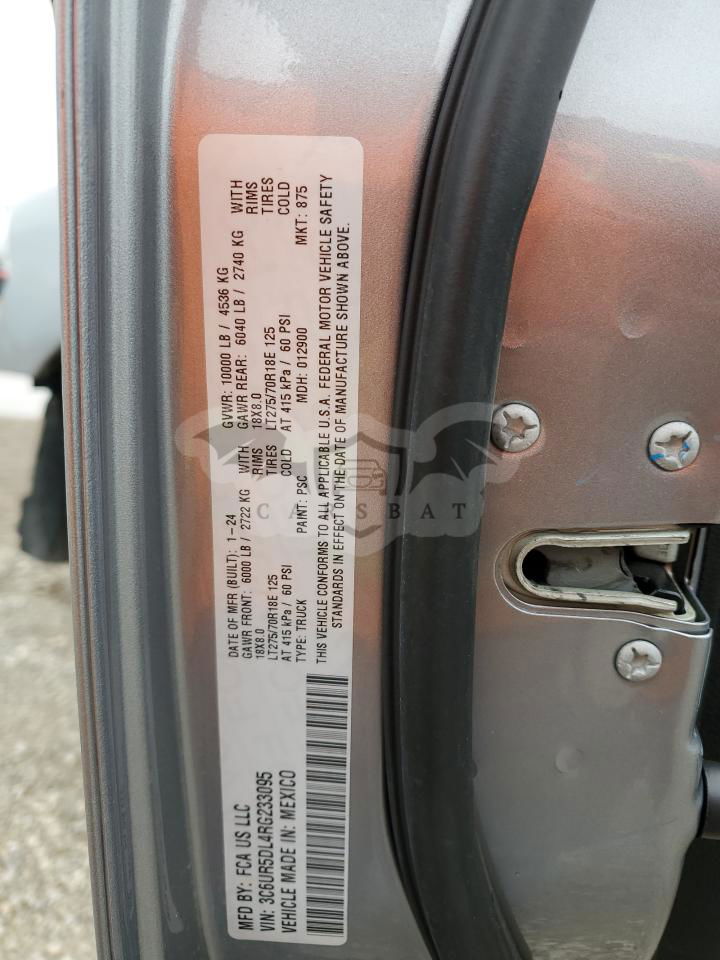 MFD BY: FCA US LLC
VIN: 3C6UR5DL4RG233095
VEHICLE MADE IN: MEXICO
DATE OF MFR (BUILT): 1-24 GVWR: 10000 LB / 4536 KG
GAWR FRONT: 6000 LB / 2722 KG WITH GAWR REAR: 6040 LB / 2740 KG WITH
18X8.0 RIMS 18X8.0 RIMS
LT275/70R18E 125 TIRES LT275/70R18E 125 TIRES
AT 415 kPa / 60 PSI COLD AT 415 kPa / 60 PSI COLD
TYPE: TRUCK PAINT: PSC MDH: 012900 MKT: 875
THIS VEHICLE CONFORMS TO ALL APPLICABLE U.S.A. FEDERAL MOTOR VEHICLE SAFETY
STANDARDS IN EFFECT ON THE DATE OF MANUFACTURE SHOWN ABOVE.
CARSBAT